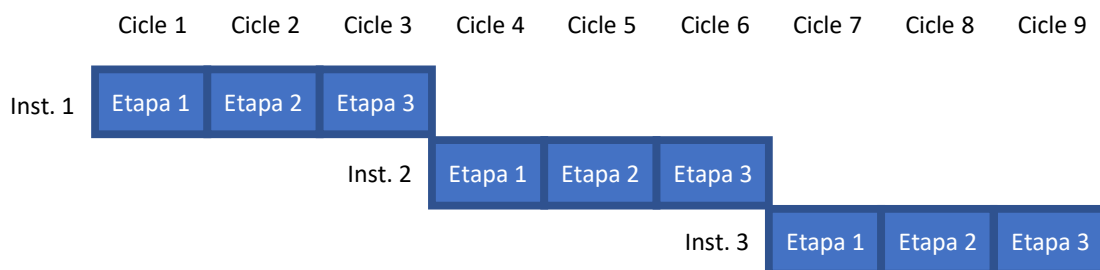 Cicle 1 Cicle 2 Cicle 3 Cicle 4 Cicle 5 Cicle 6 Cicle 7 Cicle 8 Cicle 9
Inst. 1 Etapa 1 Etapa 2 Etapa 3
Inst. 2 Etapa 1 Etapa 2 Etapa 3
Inst. 3 Etapa 1 Etapa 2 Etapa 3